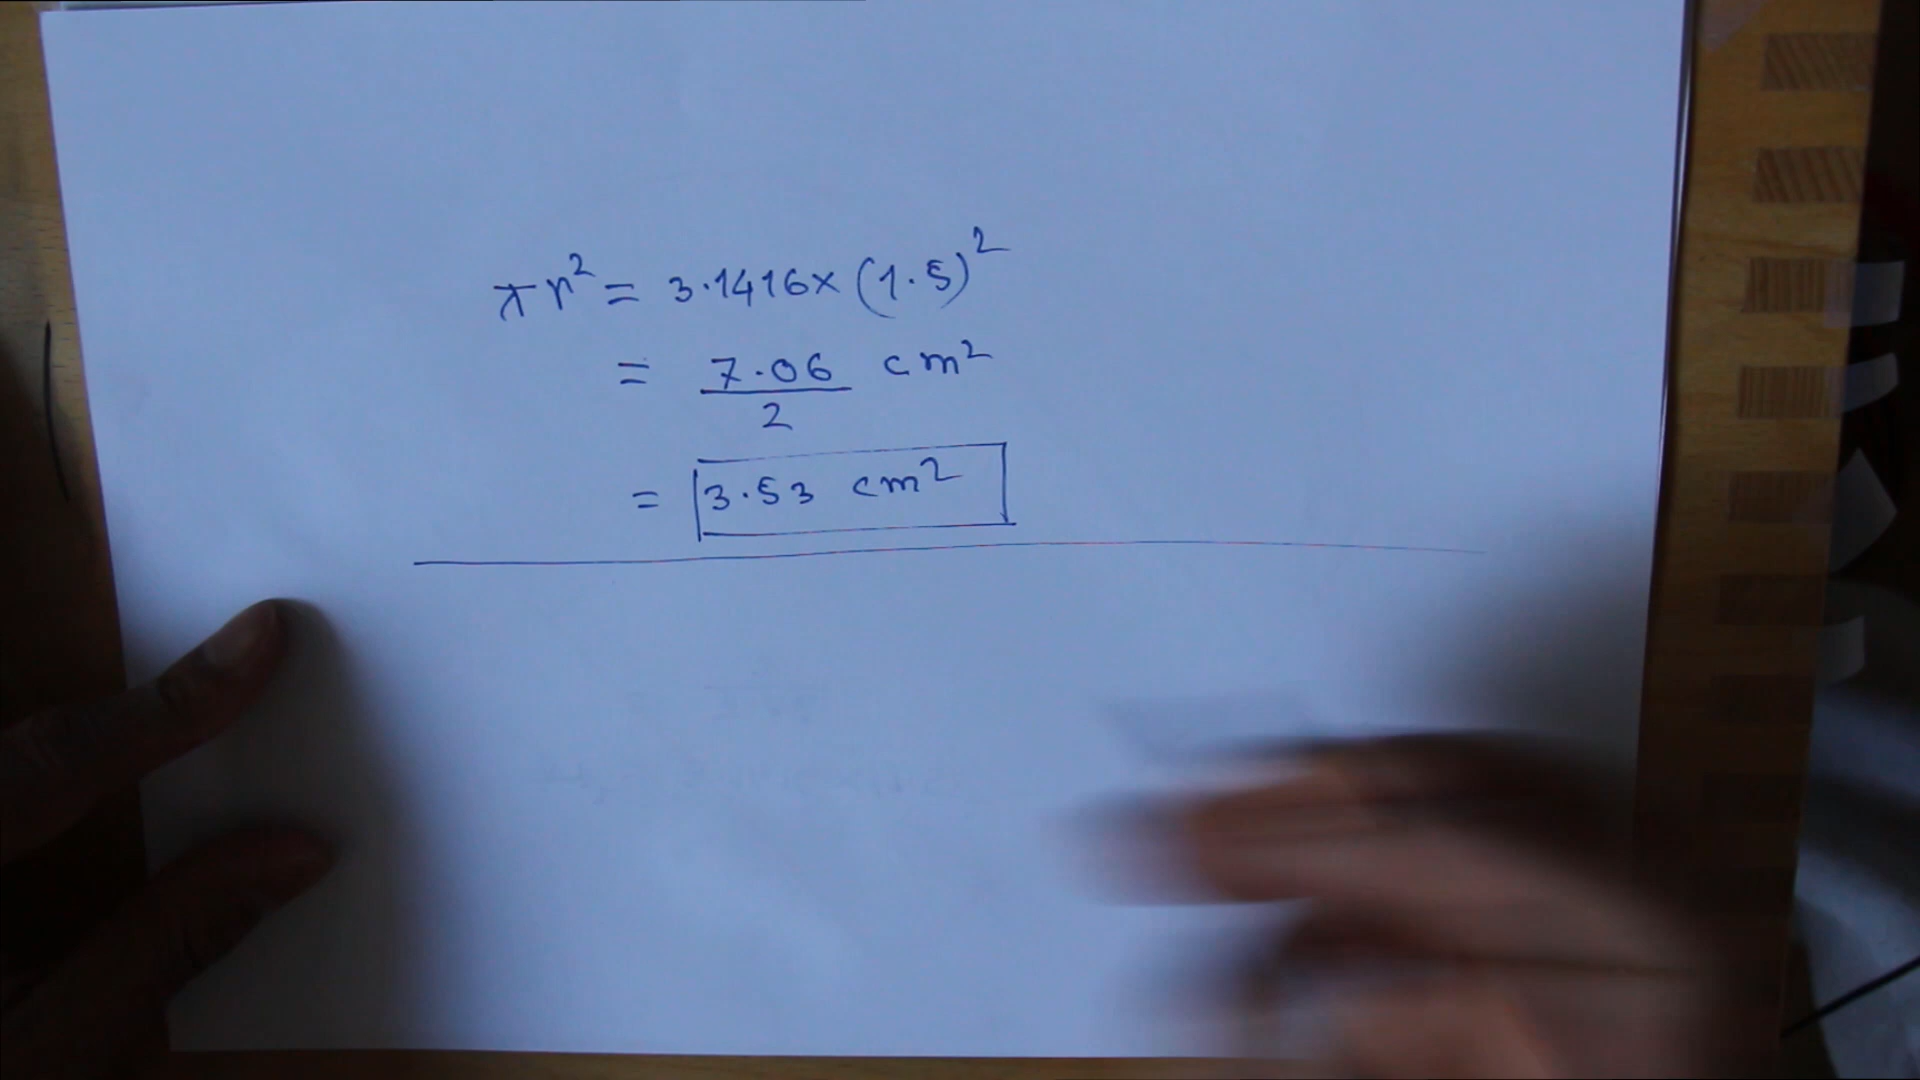 πr² = 3.1416 × (1.5)²
= 7.06 cm²
2
= 3.53 cm²